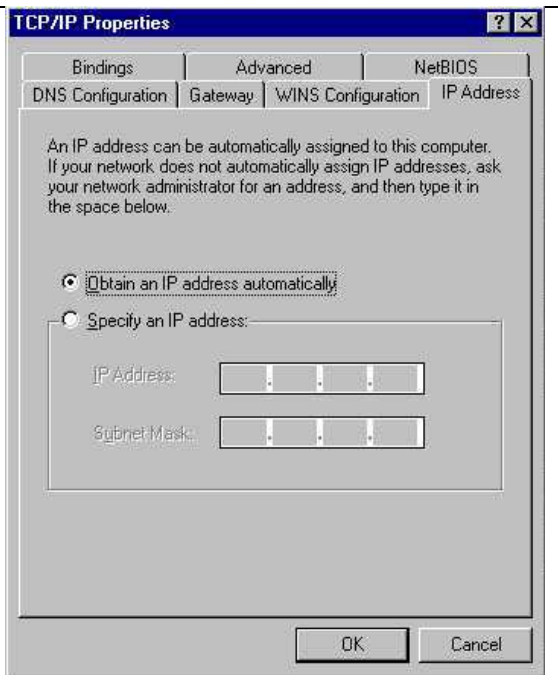 TCP/IP Properties
? X
Bindings Advanced NetBIOS
DNS Configuration Gateway WINS Configuration IP Address
An IP address can be automatically assigned to this computer.
If your network does not automatically assign IP addresses, ask
your network administrator for an address, and then type it in
the space below.
Obtain an IP address automatically
Specify an IP address:
IP Address:
. . .
Subnet Mask:
. . .
OK Cancel